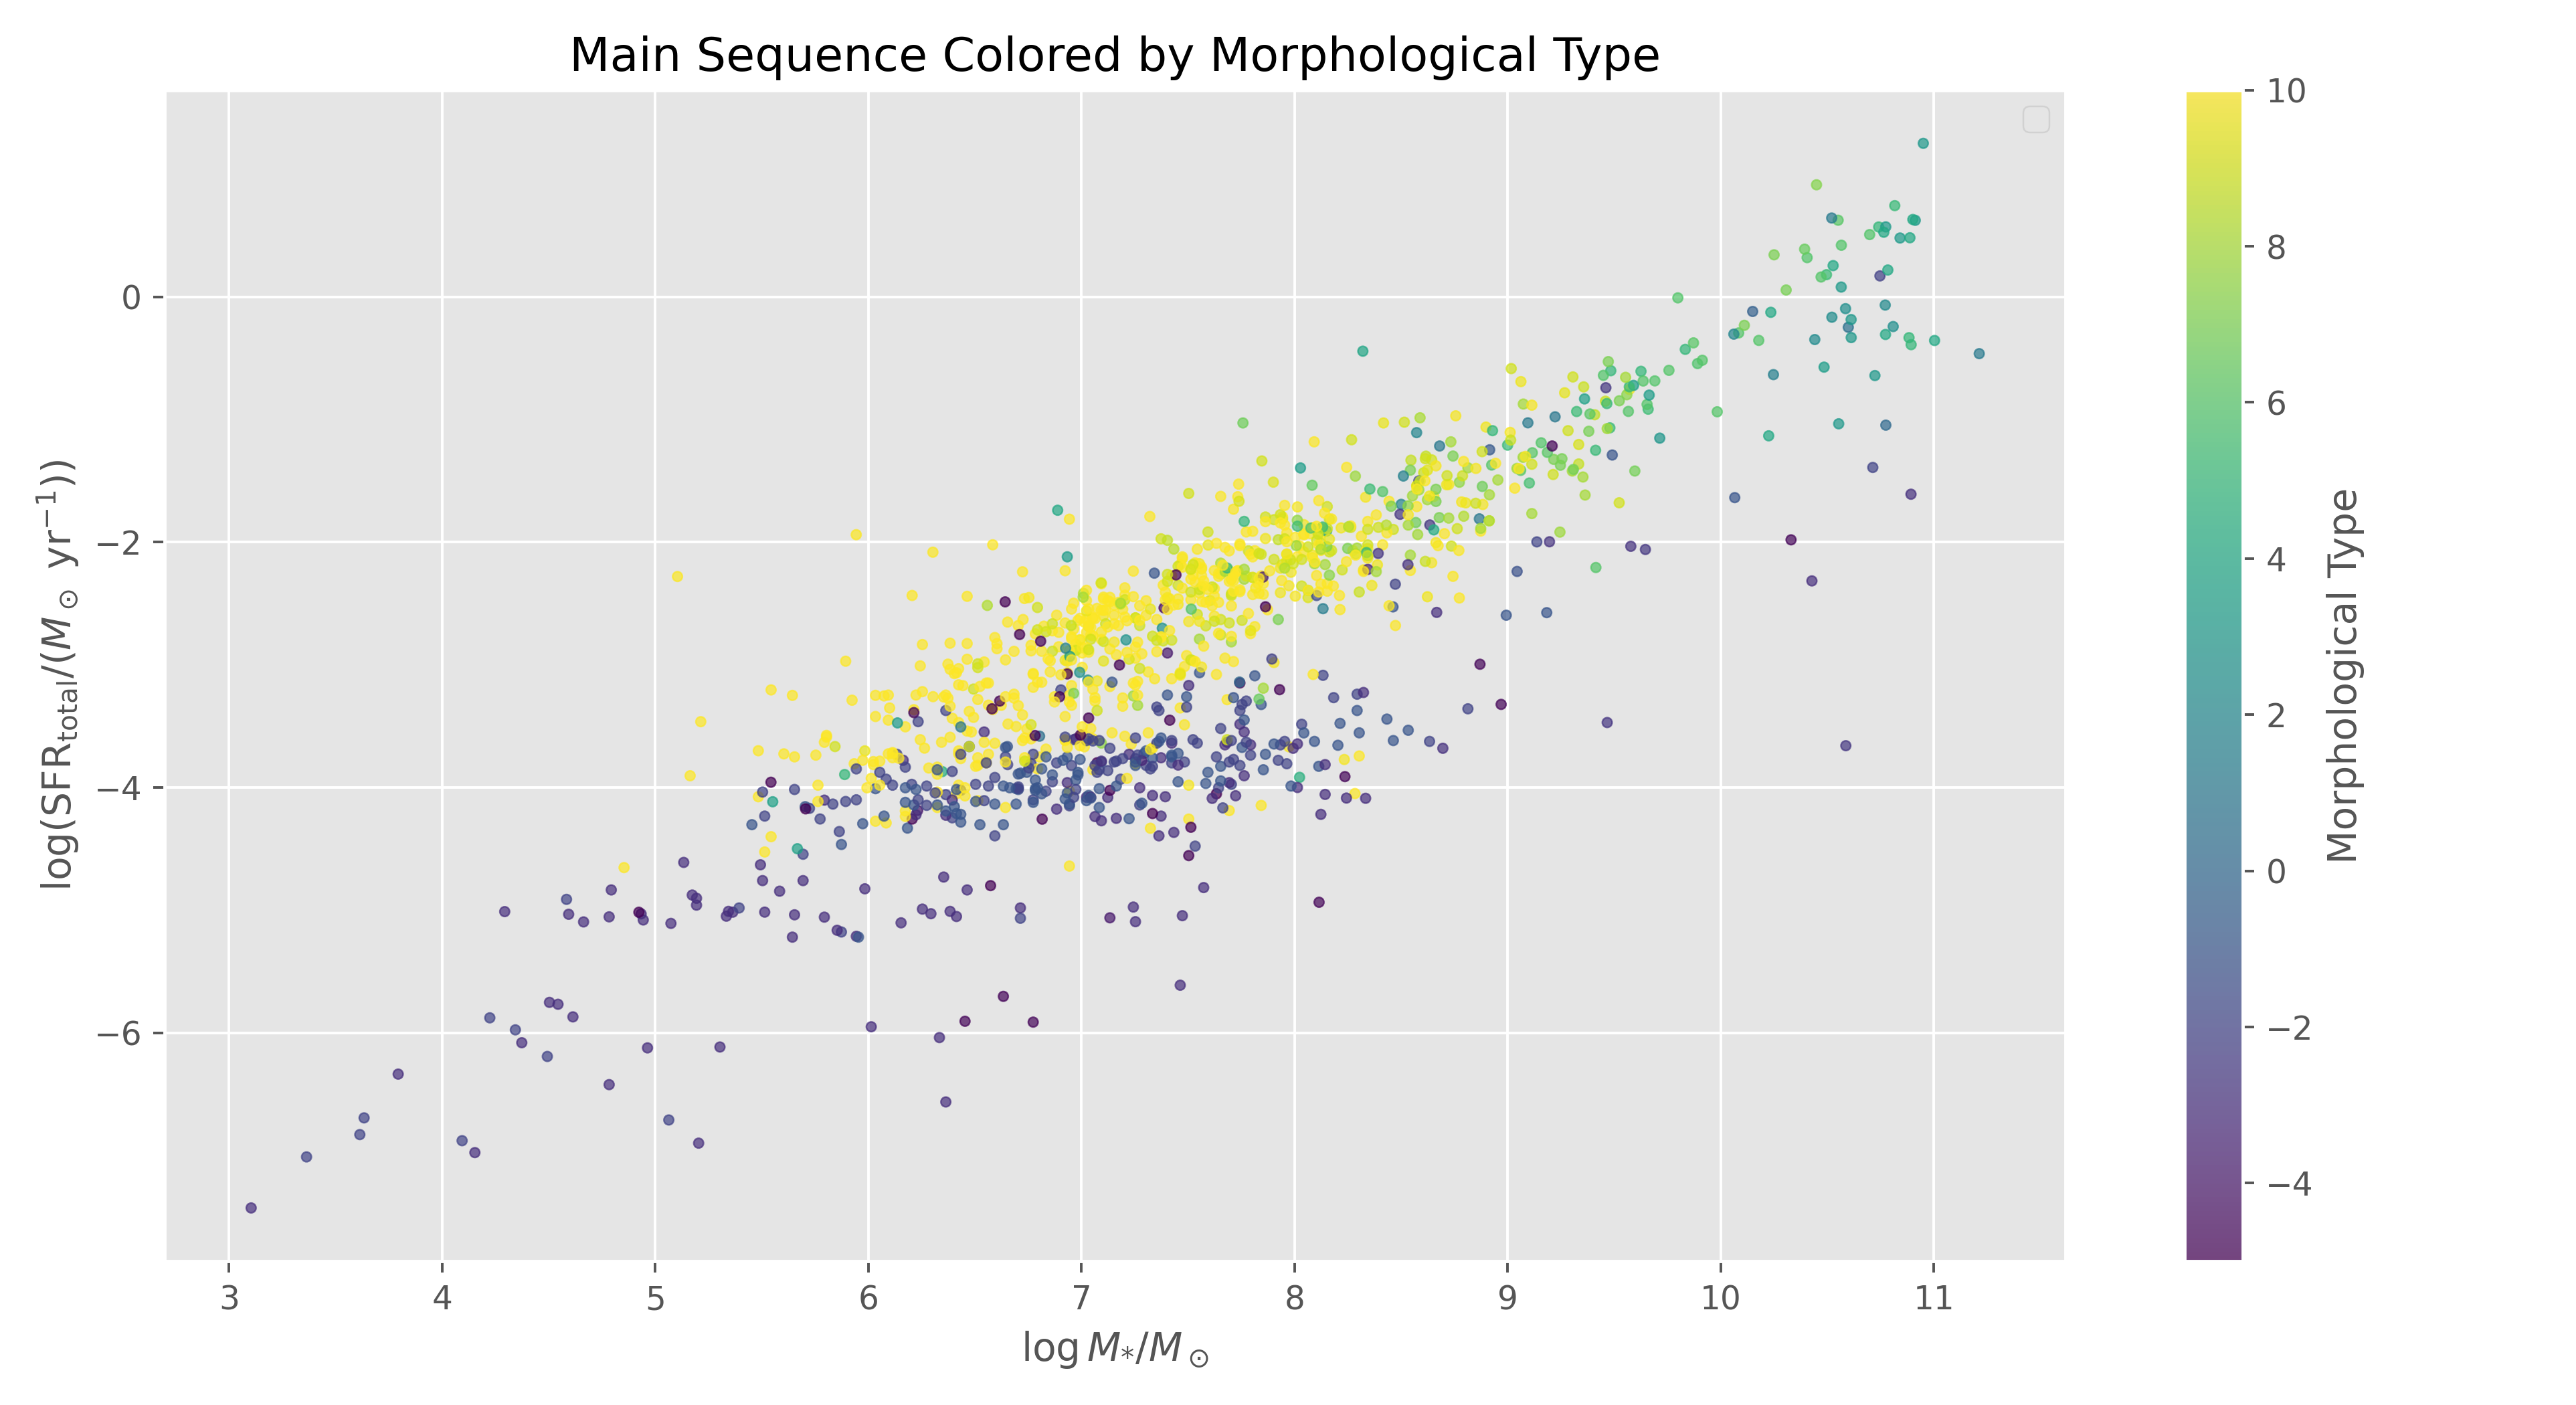 Main Sequence Colored by Morphological Type
log(SFR_total/(M_⊙ yr⁻¹))
0
−2
−4
−6
3 4 5 6 7 8 9 10 11
log M_*/M_⊙
10
8
6
4
2
0
−2
−4
Morphological Type